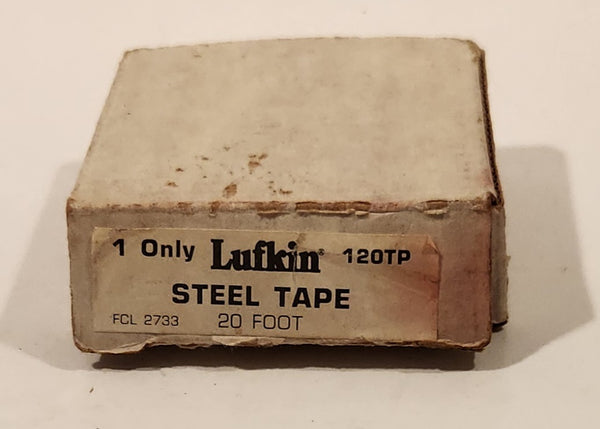 1 Only Lufkin® 120TP
STEEL TAPE
FCL 2733 20 FOOT